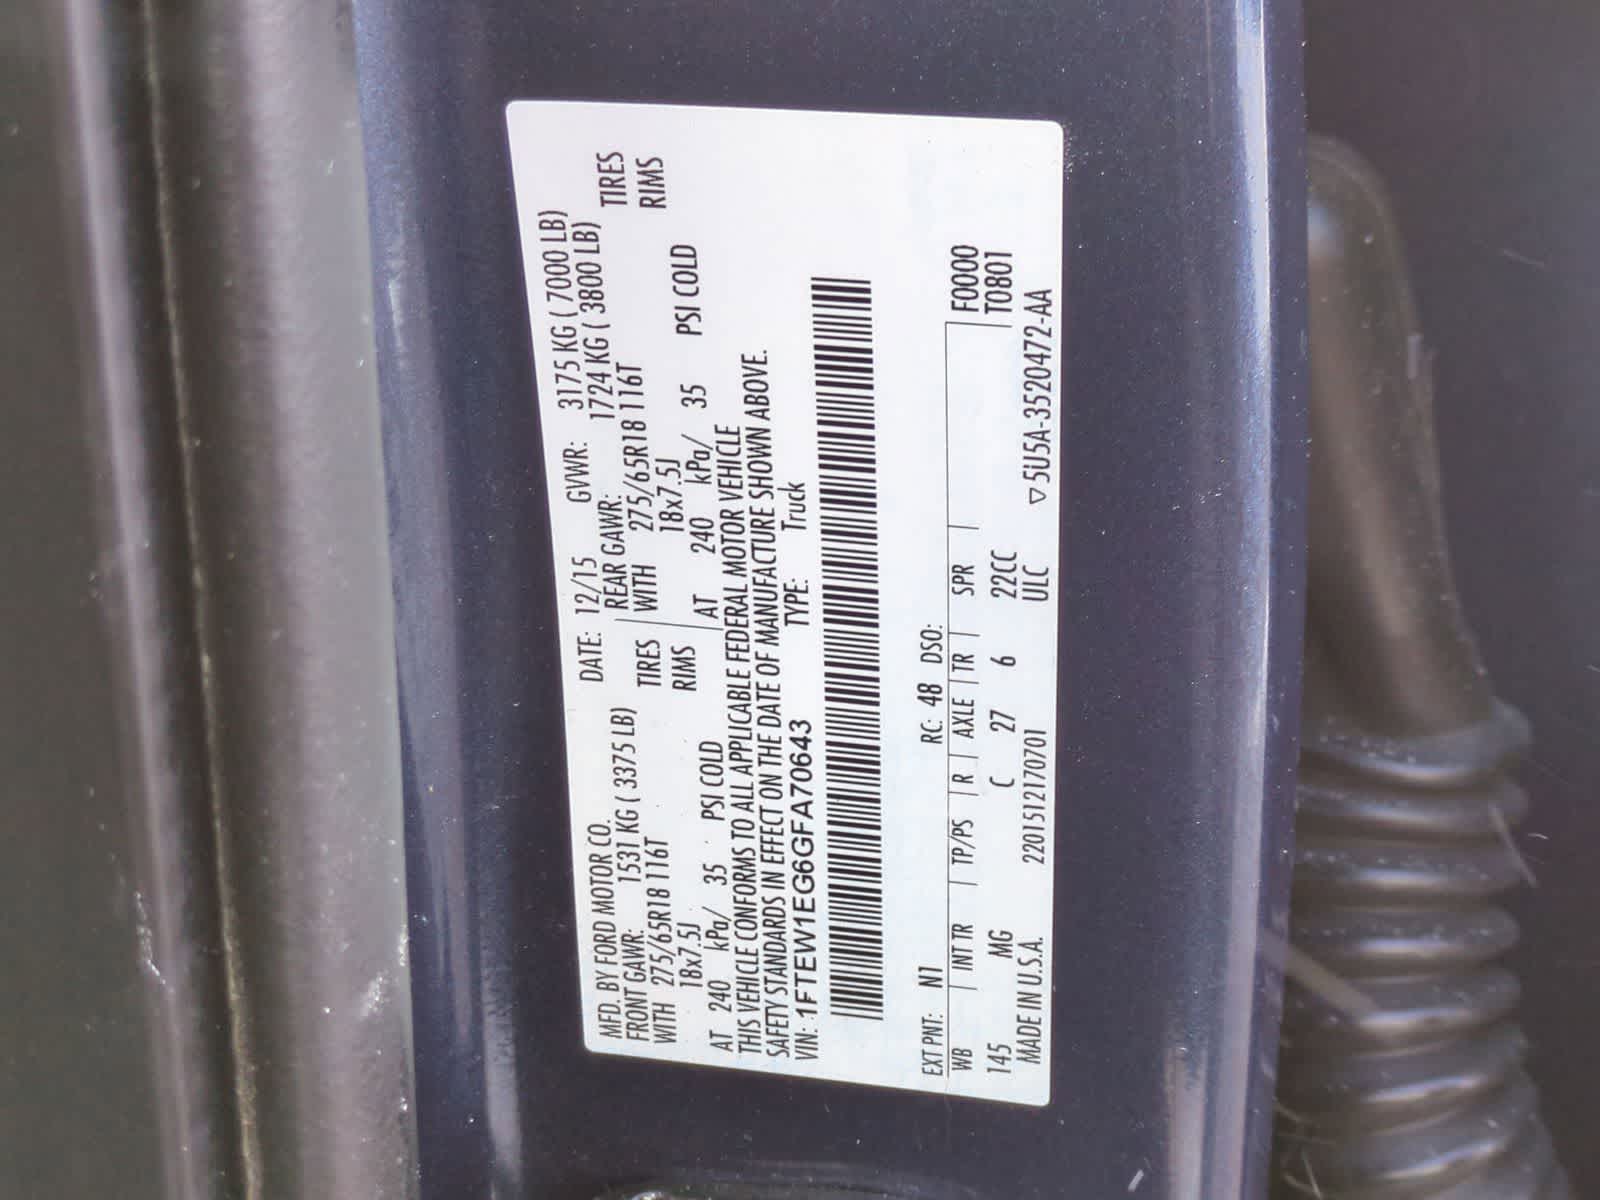 MFD. BY FORD MOTOR CO.
DATE: 12/15 GVWR: 3175 KG ( 7000 LB)
FRONT GAWR: 1531 KG ( 3375 LB)
REAR GAWR: 1724 KG ( 3800 LB)
WITH 275/65R18 116T TIRES
WITH 275/65R18 116T TIRES
18x7.5J RIMS
18x7.5J RIMS
AT 240 kPa/ 35 PSI COLD
AT 240 kPa/ 35 PSI COLD
THIS VEHICLE CONFORMS TO ALL APPLICABLE FEDERAL MOTOR VEHICLE
SAFETY STANDARDS IN EFFECT ON THE DATE OF MANUFACTURE SHOWN ABOVE.
VIN: 1FTEW1EG6GFA70643 TYPE: Truck
EXT PNT: N1 RC: 48 DSO: F0000
WB | INT TR | TP/PS | R | AXLE | TR | SPR | T0801
145 MG C 27 6 22CC
MADE IN U.S.A. 2201512170701 ULC ▽5U5A-3520472-AA